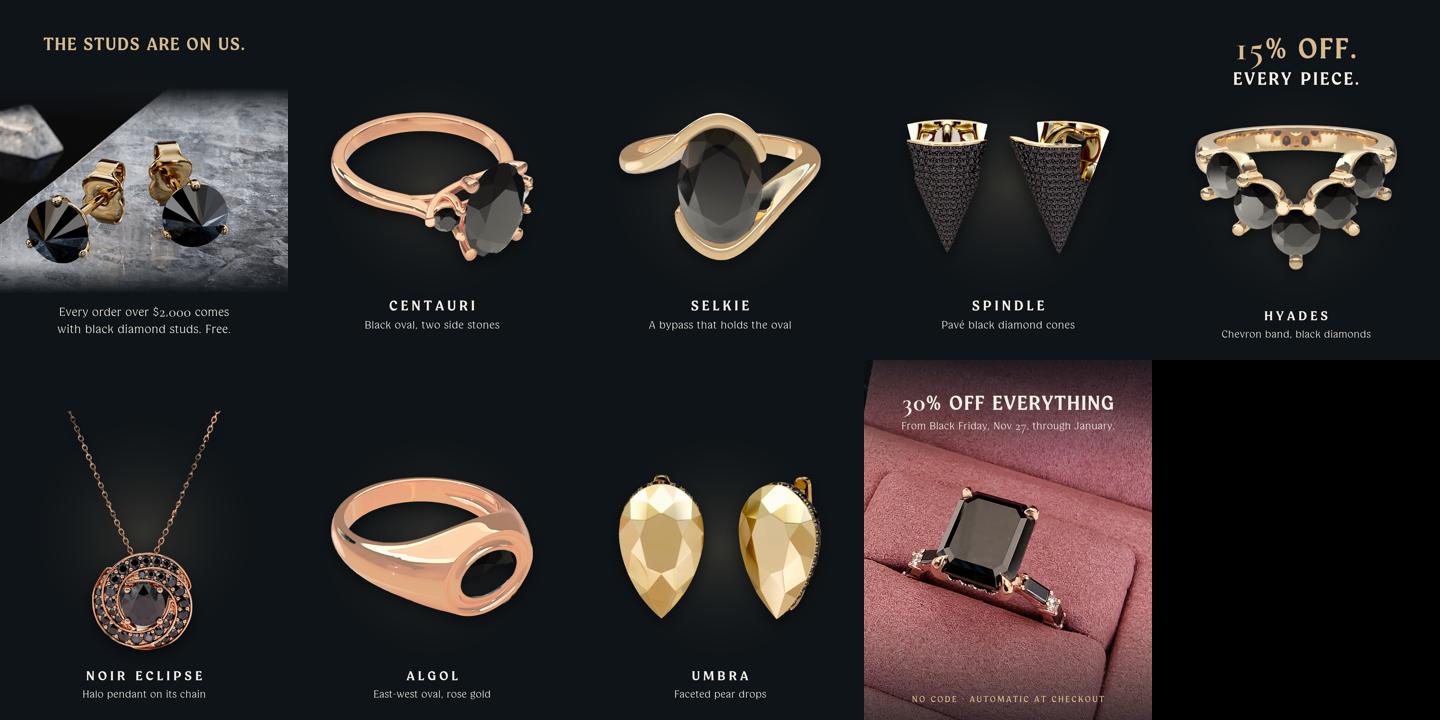 THE STUDS ARE ON US.
Every order over $2,000 comes
with black diamond studs. Free.
CENTAURI
Black oval, two side stones
SELKIE
A bypass that holds the oval
SPINDLE
Pavé black diamond cones
15% OFF.
EVERY PIECE.
HYADES
Chevron band, black diamonds
NOIR ECLIPSE
Halo pendant on its chain
ALGOL
East-west oval, rose gold
UMBRA
Faceted pear drops
30% OFF EVERYTHING
From Black Friday, Nov 27, through January.
NO CODE · AUTOMATIC AT CHECKOUT